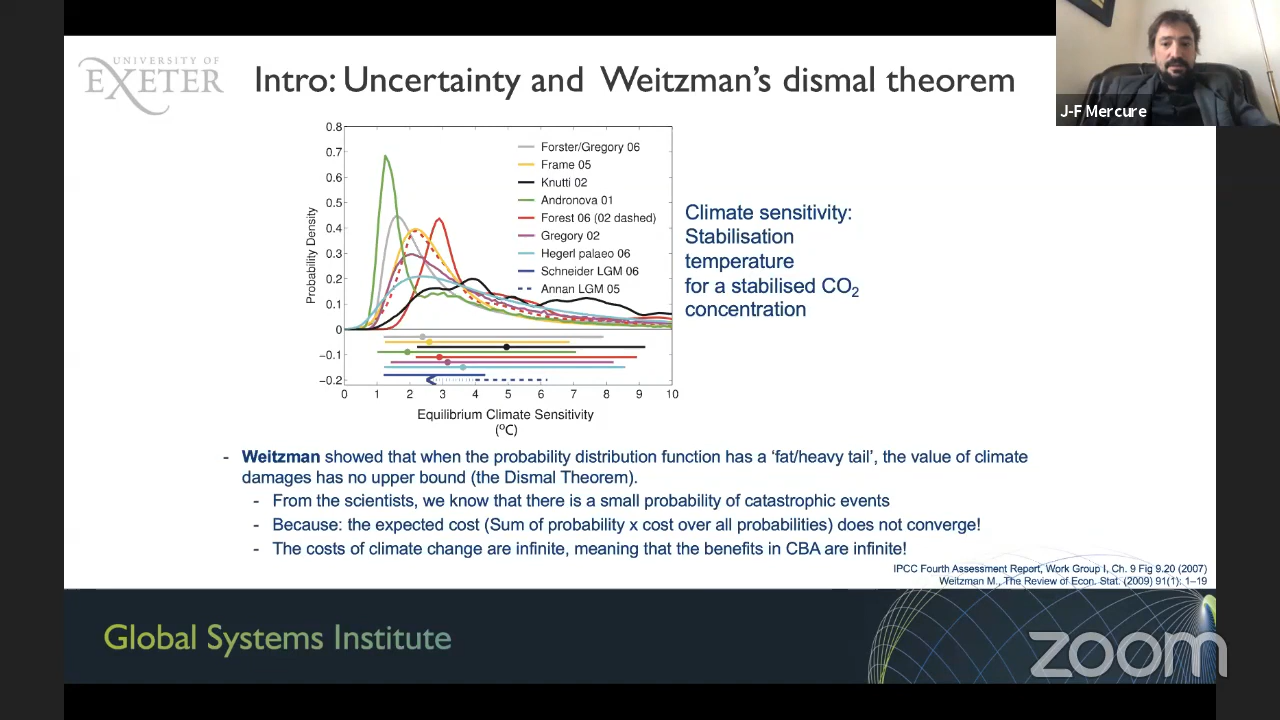 UNIVERSITY OF
EXETER
Intro: Uncertainty and Weitzman's dismal theorem
J-F Mercure
0.8
0.7
0.6
0.5
0.4
0.3
0.2
0.1
0
−0.1
−0.2
Probability Density
Forster/Gregory 06
Frame 05
Knutti 02
Andronova 01
Forest 06 (02 dashed)
Gregory 02
Hegerl palaeo 06
Schneider LGM 06
Annan LGM 05
0 1 2 3 4 5 6 7 8 9 10
Equilibrium Climate Sensitivity
(°C)
Climate sensitivity:
Stabilisation
temperature
for a stabilised CO₂
concentration
- Weitzman showed that when the probability distribution function has a 'fat/heavy tail', the value of climate
damages has no upper bound (the Dismal Theorem).
- From the scientists, we know that there is a small probability of catastrophic events
- Because: the expected cost (Sum of probability x cost over all probabilities) does not converge!
- The costs of climate change are infinite, meaning that the benefits in CBA are infinite!
IPCC Fourth Assessment Report, Work Group I, Ch. 9 Fig 9.20 (2007)
Weitzman M., The Review of Econ. Stat. (2009) 91(1): 1–19
Global Systems Institute
zoom